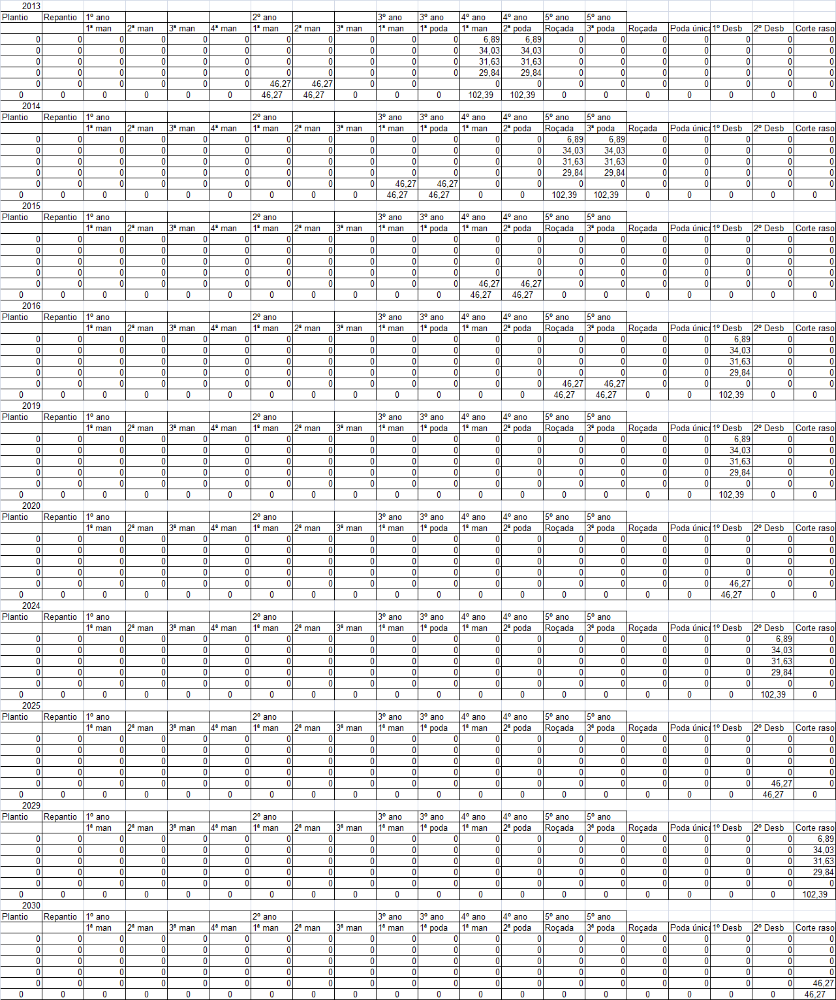 2013
Plantio Repantio 1º ano 2º ano 3º ano 3º ano 4º ano 4º ano 5º ano 5º ano
1ª man 2ª man 3ª man 4ª man 1ª man 2ª man 3ª man 1ª man 1ª poda 1ª man 2ª poda Roçada 3ª poda Roçada Poda única 1º Desb 2º Desb Corte raso
0 0 0 0 0 0 0 0 0 0 0 6,89 6,89 0 0 0 0 0 0 0
0 0 0 0 0 0 0 0 0 0 0 34,03 34,03 0 0 0 0 0 0 0
0 0 0 0 0 0 0 0 0 0 0 31,63 31,63 0 0 0 0 0 0 0
0 0 0 0 0 0 0 0 0 0 0 29,84 29,84 0 0 0 0 0 0 0
0 0 0 0 0 0 46,27 46,27 0 0 0 0 0 0 0 0 0 0 0
0 0 0 0 0 0 46,27 46,27 0 0 0 102,39 102,39 0 0 0 0 0 0 0
2014
Plantio Repantio 1º ano 2º ano 3º ano 3º ano 4º ano 4º ano 5º ano 5º ano
1ª man 2ª man 3ª man 4ª man 1ª man 2ª man 3ª man 1ª man 1ª poda 1ª man 2ª poda Roçada 3ª poda Roçada Poda única 1º Desb 2º Desb Corte raso
0 0 0 0 0 0 0 0 0 0 0 0 0 6,89 6,89 0 0 0 0 0
0 0 0 0 0 0 0 0 0 0 0 0 0 34,03 34,03 0 0 0 0 0
0 0 0 0 0 0 0 0 0 0 0 0 0 31,63 31,63 0 0 0 0 0
0 0 0 0 0 0 0 0 0 0 0 0 0 29,84 29,84 0 0 0 0 0
0 0 0 0 0 0 0 0 0 46,27 46,27 0 0 0 0 0 0 0 0 0
0 0 0 0 0 0 0 0 0 46,27 46,27 0 0 102,39 102,39 0 0 0 0 0
2015
Plantio Repantio 1º ano 2º ano 3º ano 3º ano 4º ano 4º ano 5º ano 5º ano
1ª man 2ª man 3ª man 4ª man 1ª man 2ª man 3ª man 1ª man 1ª poda 1ª man 2ª poda Roçada 3ª poda Roçada Poda única 1º Desb 2º Desb Corte raso
0 0 0 0 0 0 0 0 0 0 0 0 0 0 0 0 0 0 0 0
0 0 0 0 0 0 0 0 0 0 0 0 0 0 0 0 0 0 0 0
0 0 0 0 0 0 0 0 0 0 0 0 0 0 0 0 0 0 0 0
0 0 0 0 0 0 0 0 0 0 0 0 0 0 0 0 0 0 0 0
0 0 0 0 0 0 0 0 0 0 0 46,27 46,27 0 0 0 0 0 0 0
0 0 0 0 0 0 0 0 0 0 0 46,27 46,27 0 0 0 0 0 0 0
2016
Plantio Repantio 1º ano 2º ano 3º ano 3º ano 4º ano 4º ano 5º ano 5º ano
1ª man 2ª man 3ª man 4ª man 1ª man 2ª man 3ª man 1ª man 1ª poda 1ª man 2ª poda Roçada 3ª poda Roçada Poda única 1º Desb 2º Desb Corte raso
0 0 0 0 0 0 0 0 0 0 0 0 0 0 0 0 0 6,89 0 0
0 0 0 0 0 0 0 0 0 0 0 0 0 0 0 0 0 34,03 0 0
0 0 0 0 0 0 0 0 0 0 0 0 0 0 0 0 0 31,63 0 0
0 0 0 0 0 0 0 0 0 0 0 0 0 0 0 0 0 29,84 0 0
0 0 0 0 0 0 0 0 0 0 0 0 0 46,27 46,27 0 0 0 0 0
0 0 0 0 0 0 0 0 0 0 0 0 0 46,27 46,27 0 0 102,39 0 0
2019
Plantio Repantio 1º ano 2º ano 3º ano 3º ano 4º ano 4º ano 5º ano 5º ano
1ª man 2ª man 3ª man 4ª man 1ª man 2ª man 3ª man 1ª man 1ª poda 1ª man 2ª poda Roçada 3ª poda Roçada Poda única 1º Desb 2º Desb Corte raso
0 0 0 0 0 0 0 0 0 0 0 0 0 0 0 0 0 6,89 0 0
0 0 0 0 0 0 0 0 0 0 0 0 0 0 0 0 0 34,03 0 0
0 0 0 0 0 0 0 0 0 0 0 0 0 0 0 0 0 31,63 0 0
0 0 0 0 0 0 0 0 0 0 0 0 0 0 0 0 0 29,84 0 0
0 0 0 0 0 0 0 0 0 0 0 0 0 0 0 0 0 0 0 0
0 0 0 0 0 0 0 0 0 0 0 0 0 0 0 0 0 102,39 0 0
2020
Plantio Repantio 1º ano 2º ano 3º ano 3º ano 4º ano 4º ano 5º ano 5º ano
1ª man 2ª man 3ª man 4ª man 1ª man 2ª man 3ª man 1ª man 1ª poda 1ª man 2ª poda Roçada 3ª poda Roçada Poda única 1º Desb 2º Desb Corte raso
0 0 0 0 0 0 0 0 0 0 0 0 0 0 0 0 0 0 0 0
0 0 0 0 0 0 0 0 0 0 0 0 0 0 0 0 0 0 0 0
0 0 0 0 0 0 0 0 0 0 0 0 0 0 0 0 0 0 0 0
0 0 0 0 0 0 0 0 0 0 0 0 0 0 0 0 0 0 0 0
0 0 0 0 0 0 0 0 0 0 0 0 0 0 0 0 0 46,27 0 0
0 0 0 0 0 0 0 0 0 0 0 0 0 0 0 0 0 46,27 0 0
2024
Plantio Repantio 1º ano 2º ano 3º ano 3º ano 4º ano 4º ano 5º ano 5º ano
1ª man 2ª man 3ª man 4ª man 1ª man 2ª man 3ª man 1ª man 1ª poda 1ª man 2ª poda Roçada 3ª poda Roçada Poda única 1º Desb 2º Desb Corte raso
0 0 0 0 0 0 0 0 0 0 0 0 0 0 0 0 0 0 6,89 0
0 0 0 0 0 0 0 0 0 0 0 0 0 0 0 0 0 0 34,03 0
0 0 0 0 0 0 0 0 0 0 0 0 0 0 0 0 0 0 31,63 0
0 0 0 0 0 0 0 0 0 0 0 0 0 0 0 0 0 0 29,84 0
0 0 0 0 0 0 0 0 0 0 0 0 0 0 0 0 0 0 0 0
0 0 0 0 0 0 0 0 0 0 0 0 0 0 0 0 0 0 102,39 0
2025
Plantio Repantio 1º ano 2º ano 3º ano 3º ano 4º ano 4º ano 5º ano 5º ano
1ª man 2ª man 3ª man 4ª man 1ª man 2ª man 3ª man 1ª man 1ª poda 1ª man 2ª poda Roçada 3ª poda Roçada Poda única 1º Desb 2º Desb Corte raso
0 0 0 0 0 0 0 0 0 0 0 0 0 0 0 0 0 0 0 0
0 0 0 0 0 0 0 0 0 0 0 0 0 0 0 0 0 0 0 0
0 0 0 0 0 0 0 0 0 0 0 0 0 0 0 0 0 0 0 0
0 0 0 0 0 0 0 0 0 0 0 0 0 0 0 0 0 0 0 0
0 0 0 0 0 0 0 0 0 0 0 0 0 0 0 0 0 0 46,27 0
0 0 0 0 0 0 0 0 0 0 0 0 0 0 0 0 0 0 46,27 0
2029
Plantio Repantio 1º ano 2º ano 3º ano 3º ano 4º ano 4º ano 5º ano 5º ano
1ª man 2ª man 3ª man 4ª man 1ª man 2ª man 3ª man 1ª man 1ª poda 1ª man 2ª poda Roçada 3ª poda Roçada Poda única 1º Desb 2º Desb Corte raso
0 0 0 0 0 0 0 0 0 0 0 0 0 0 0 0 0 0 0 6,89
0 0 0 0 0 0 0 0 0 0 0 0 0 0 0 0 0 0 0 34,03
0 0 0 0 0 0 0 0 0 0 0 0 0 0 0 0 0 0 0 31,63
0 0 0 0 0 0 0 0 0 0 0 0 0 0 0 0 0 0 0 29,84
0 0 0 0 0 0 0 0 0 0 0 0 0 0 0 0 0 0 0 0
0 0 0 0 0 0 0 0 0 0 0 0 0 0 0 0 0 0 0 102,39
2030
Plantio Repantio 1º ano 2º ano 3º ano 3º ano 4º ano 4º ano 5º ano 5º ano
1ª man 2ª man 3ª man 4ª man 1ª man 2ª man 3ª man 1ª man 1ª poda 1ª man 2ª poda Roçada 3ª poda Roçada Poda única 1º Desb 2º Desb Corte raso
0 0 0 0 0 0 0 0 0 0 0 0 0 0 0 0 0 0 0 0
0 0 0 0 0 0 0 0 0 0 0 0 0 0 0 0 0 0 0 0
0 0 0 0 0 0 0 0 0 0 0 0 0 0 0 0 0 0 0 0
0 0 0 0 0 0 0 0 0 0 0 0 0 0 0 0 0 0 0 0
0 0 0 0 0 0 0 0 0 0 0 0 0 0 0 0 0 0 0 46,27
0 0 0 0 0 0 0 0 0 0 0 0 0 0 0 0 0 0 0 46,27